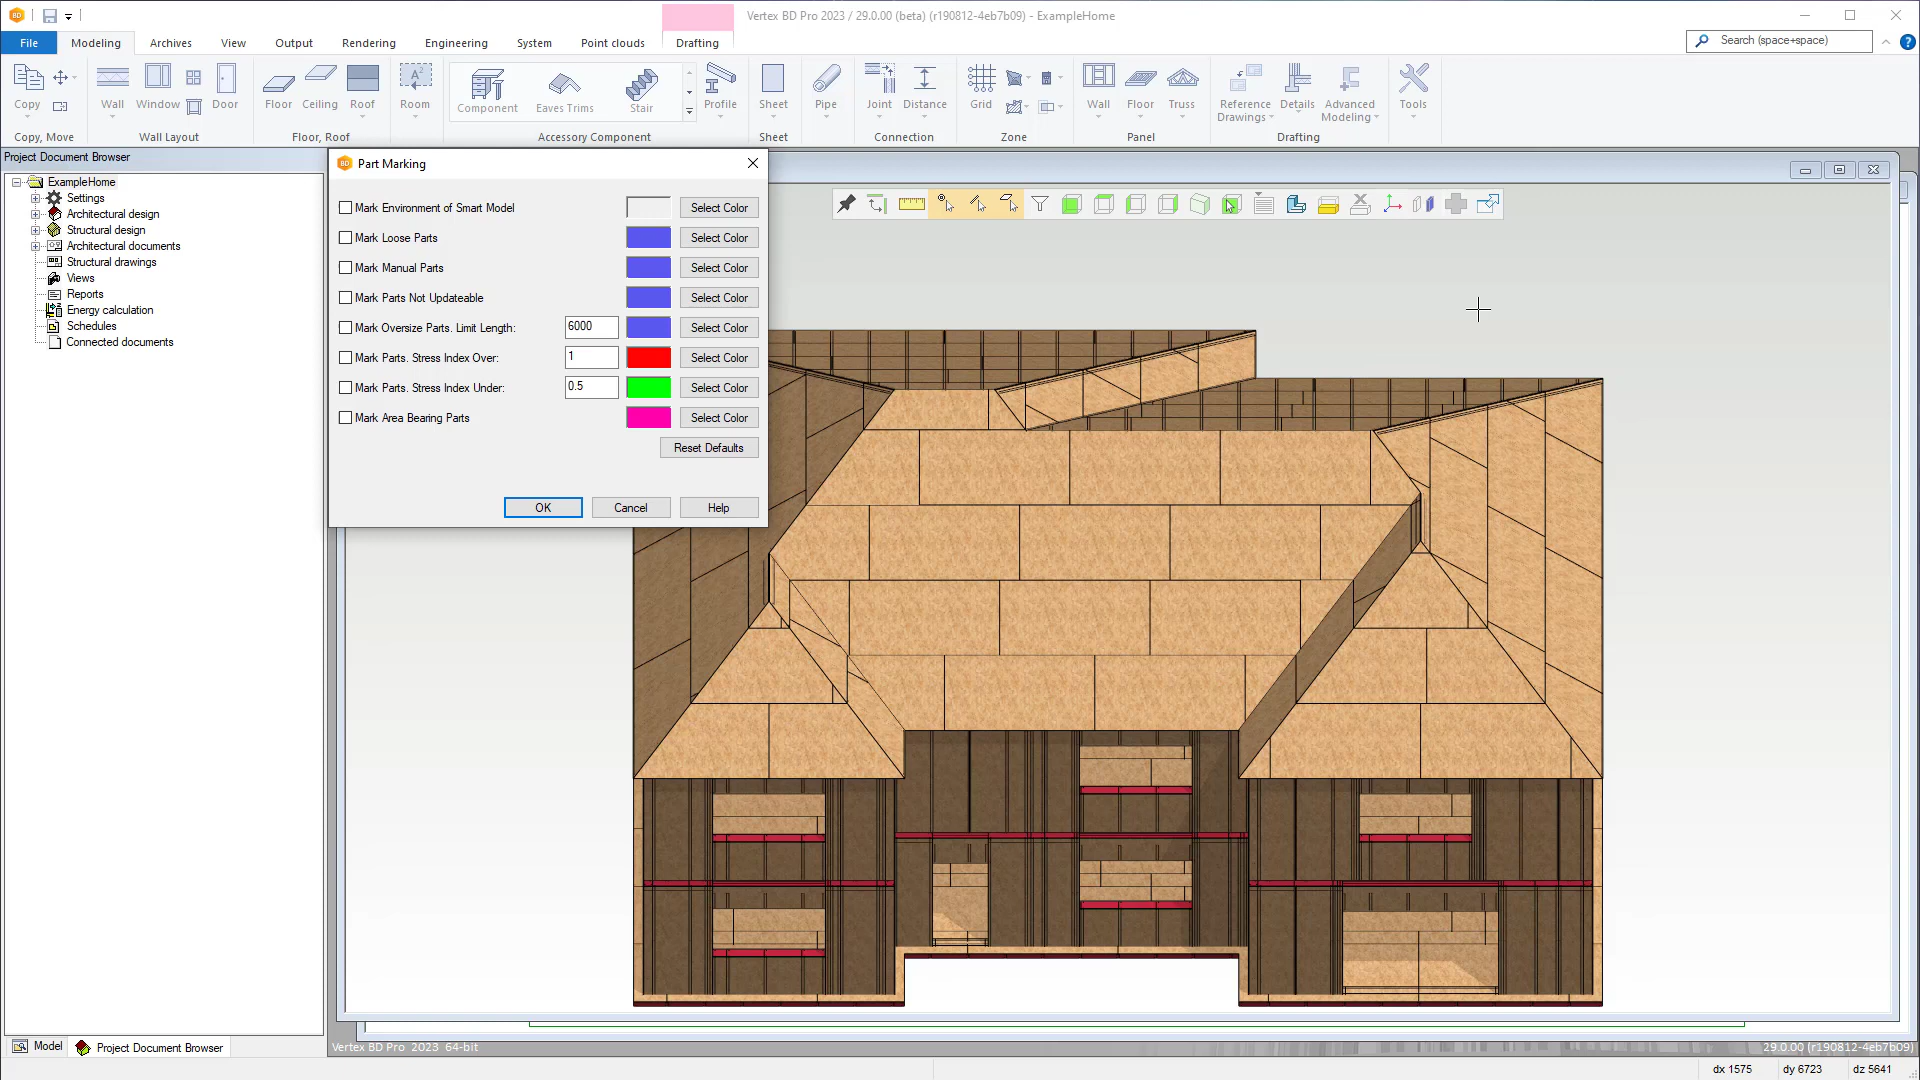 Vertex BD Pro 2023 / 29.0.00 (beta) (r190812-4eb7b09) - ExampleHome
File Modeling Archives View Output Rendering Engineering System Point clouds Drafting
Search (space+space)
Copy Wall Window Door Floor Ceiling Roof Room Component Eaves Trims Stair Profile Sheet Pipe Joint Distance Grid Wall Floor Truss Reference Drawings Details Advanced Modeling Tools
Copy, Move Wall Layout Floor, Roof Accessory Component Sheet Connection Zone Panel Drafting
Project Document Browser
ExampleHome
Settings
Architectural design
Structural design
Architectural documents
Structural drawings
Views
Reports
Energy calculation
Schedules
Connected documents
BD Part Marking
Mark Environment of Smart Model Select Color
Mark Loose Parts Select Color
Mark Manual Parts Select Color
Mark Parts Not Updateable Select Color
Mark Oversize Parts. Limit Length: 6000 Select Color
Mark Parts. Stress Index Over: 1 Select Color
Mark Parts. Stress Index Under: 0.5 Select Color
Mark Area Bearing Parts Select Color
Reset Defaults
OK Cancel Help
Model Project Document Browser
Vertex BD Pro 2023 64-bit
29.0.00 (r190812-4eb7b09)
dx 1575 dy 6723 dz 5641